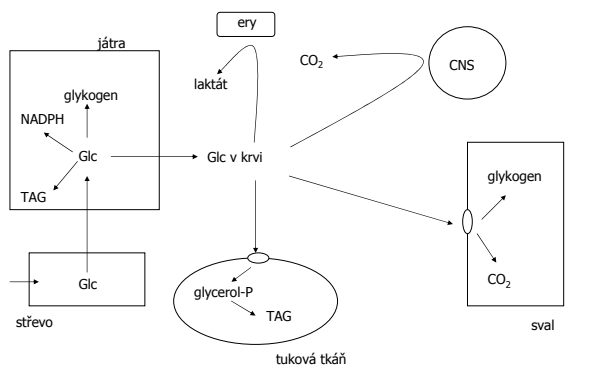 ery
játra
CO₂
CNS
laktát
glykogen
NADPH
Glc
Glc v krvi
TAG
glykogen
CO₂
Glc
střevo
glycerol-P
TAG
sval
tuková tkáň